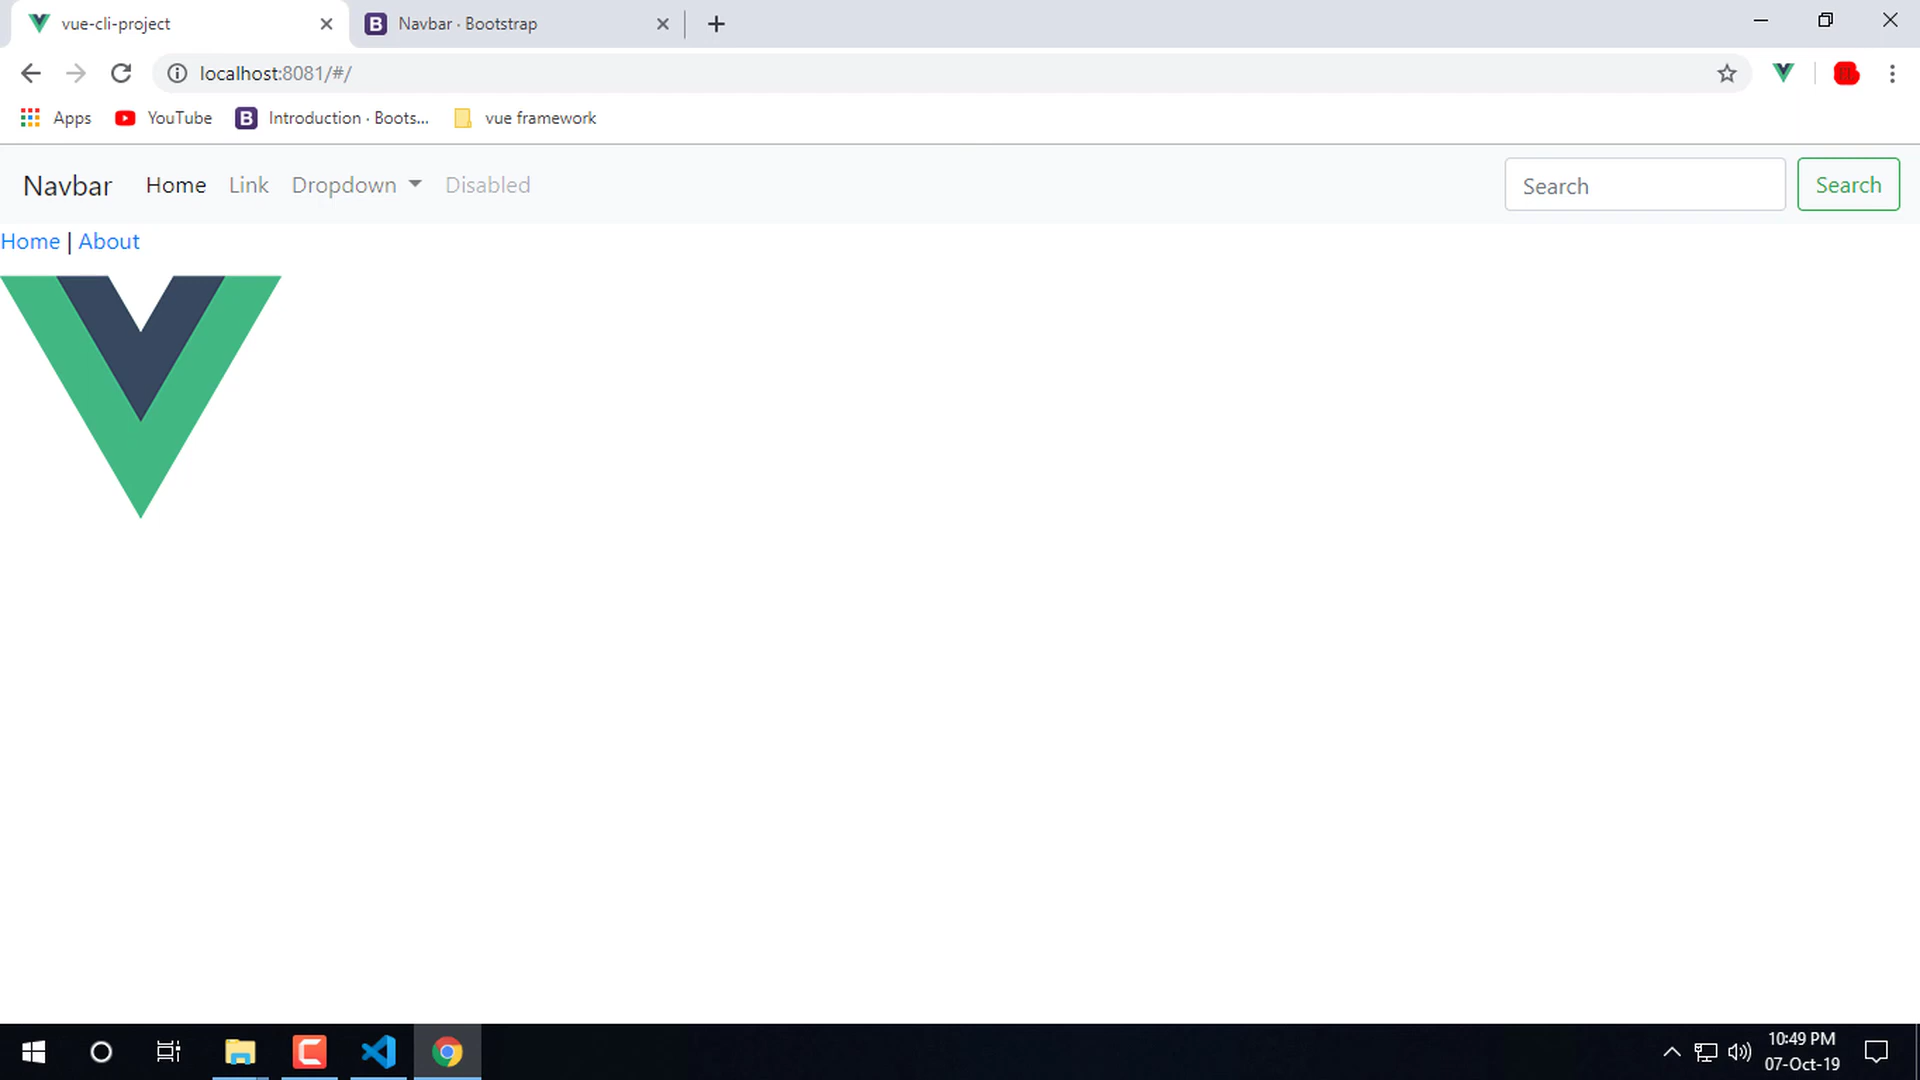 vue-cli-project
Navbar · Bootstrap
localhost:8081/#/
Apps
YouTube
Introduction · Boots...
vue framework
Navbar
Home
Link
Dropdown
Disabled
Search
Search
Home | About
10:49 PM
07-Oct-19